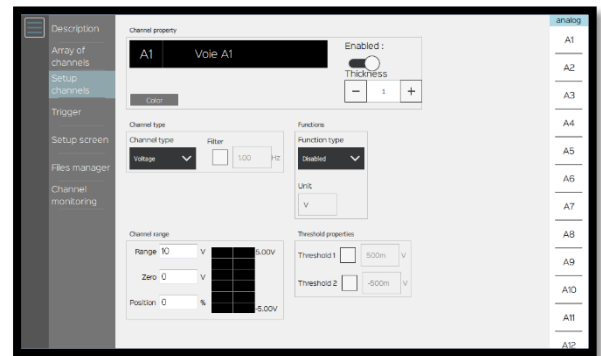 Description
Array of
channels
Setup
channels
Trigger
Setup screen
Files manager
Channel
monitoring
Channel property
A1 Voie A1
Color
Enabled :
Thickness
− 1 +
Channel type
Channel type Filter
Voltage 1.00 Hz
Functions
Function type
Disabled
Unit
V
Channel range
Range 10 V 5.00V
Zero 0 V
Position 0 % -5.00V
Threshold properties
Threshold 1 500m V
Threshold 2 -500m V
analog
A1
A2
A3
A4
A5
A6
A7
A8
A9
A10
A11
A12